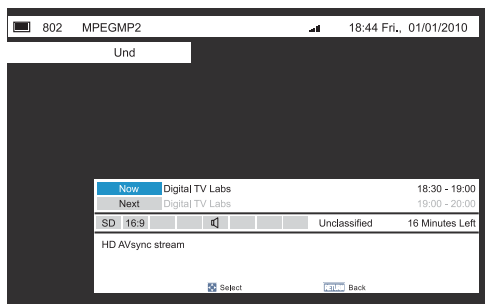 802 MPEGMP2 18:44 Fri., 01/01/2010
Und
Now Digital TV Labs 18:30 - 19:00
Next Digital TV Labs 19:00 - 20:00
SD 16:9 Unclassified 16 Minutes Left
HD AVsync stream
Select Back